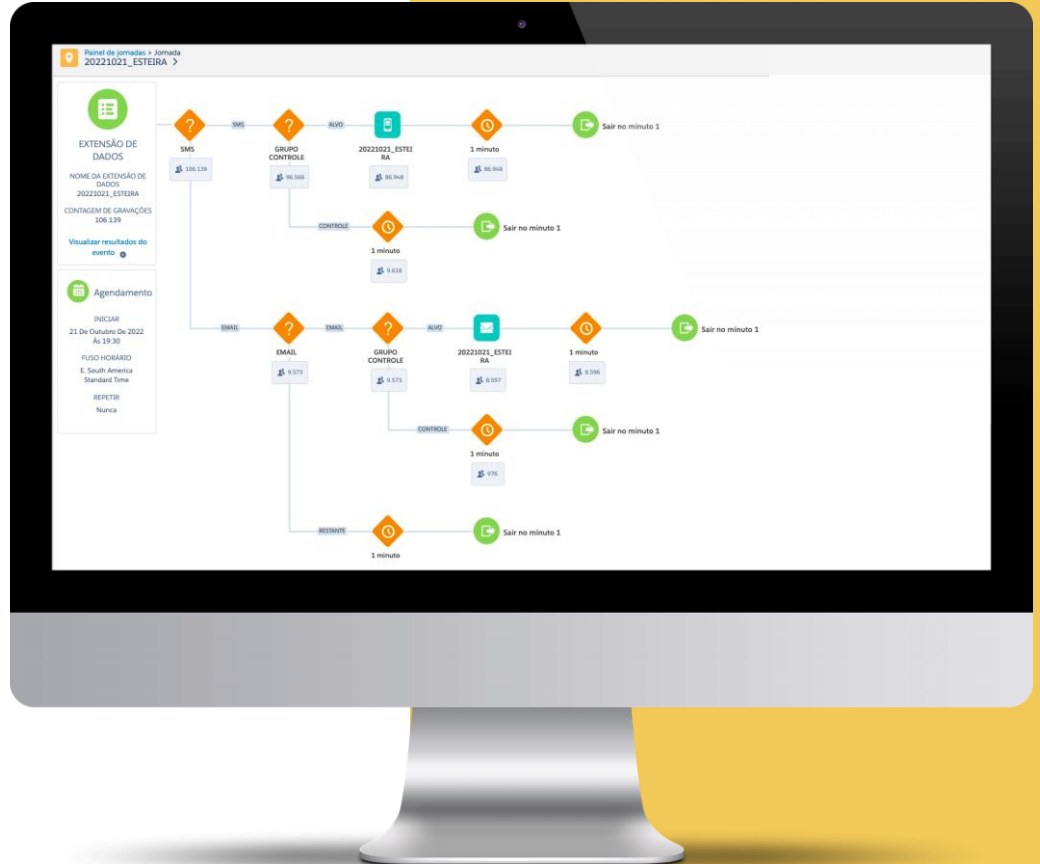 Painel de jornadas > Jornada
20221021_ESTEIRA >
EXTENSÃO DE
DADOS
NOME DA EXTENSÃO DE
DADOS
20221021_ESTEIRA
CONTAGEM DE GRAVAÇÕES
106.139
Visualizar resultados do
evento
Agendamento
INICIAR
21 De Outubro De 2022
Às 19:30
FUSO HORÁRIO
E. South America
Standard Time
REPETIR
Nunca
SMS
106.139
SMS
GRUPO
CONTROLE
96.566
ALVO
20221021_ESTEI
RA
86.948
1 minuto
86.948
Sair no minuto 1
CONTROLE
1 minuto
9.618
Sair no minuto 1
EMAIL
EMAIL
9.573
EMAIL
GRUPO
CONTROLE
9.573
ALVO
20221021_ESTEI
RA
8.597
1 minuto
8.596
Sair no minuto 1
CONTROLE
1 minuto
976
Sair no minuto 1
RESTANTE
1 minuto
Sair no minuto 1